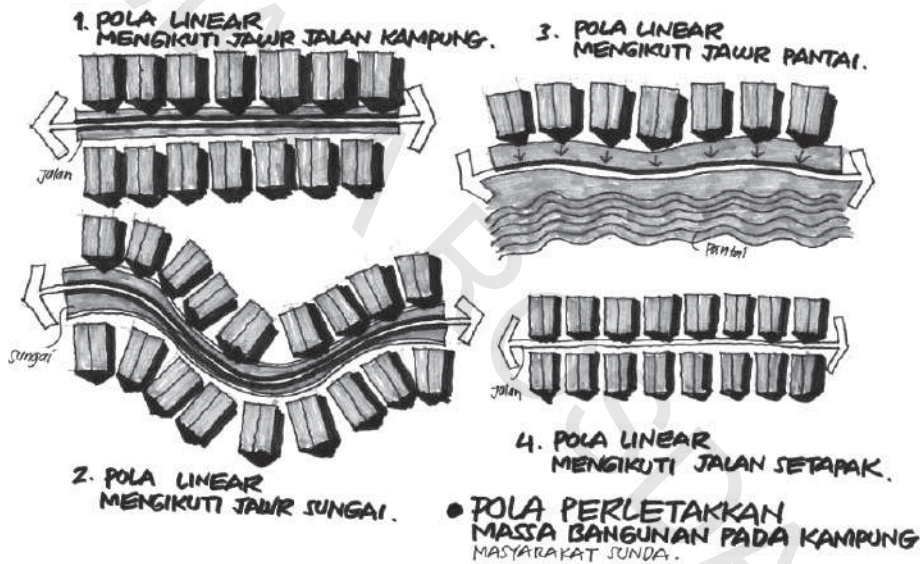 1. POLA LINEAR
MENGIKUTI JALUR JALAN KAMPUNG.
jalan
2. POLA LINEAR
MENGIKUTI JALUR SUNGAI.
sungai
3. POLA LINEAR
MENGIKUTI JALUR PANTAI.
pantai
4. POLA LINEAR
MENGIKUTI JALAN SETAPAK.
jalan
• POLA PERLETAKKAN
MASSA BANGUNAN PADA KAMPUNG
MASYARAKAT SUNDA.